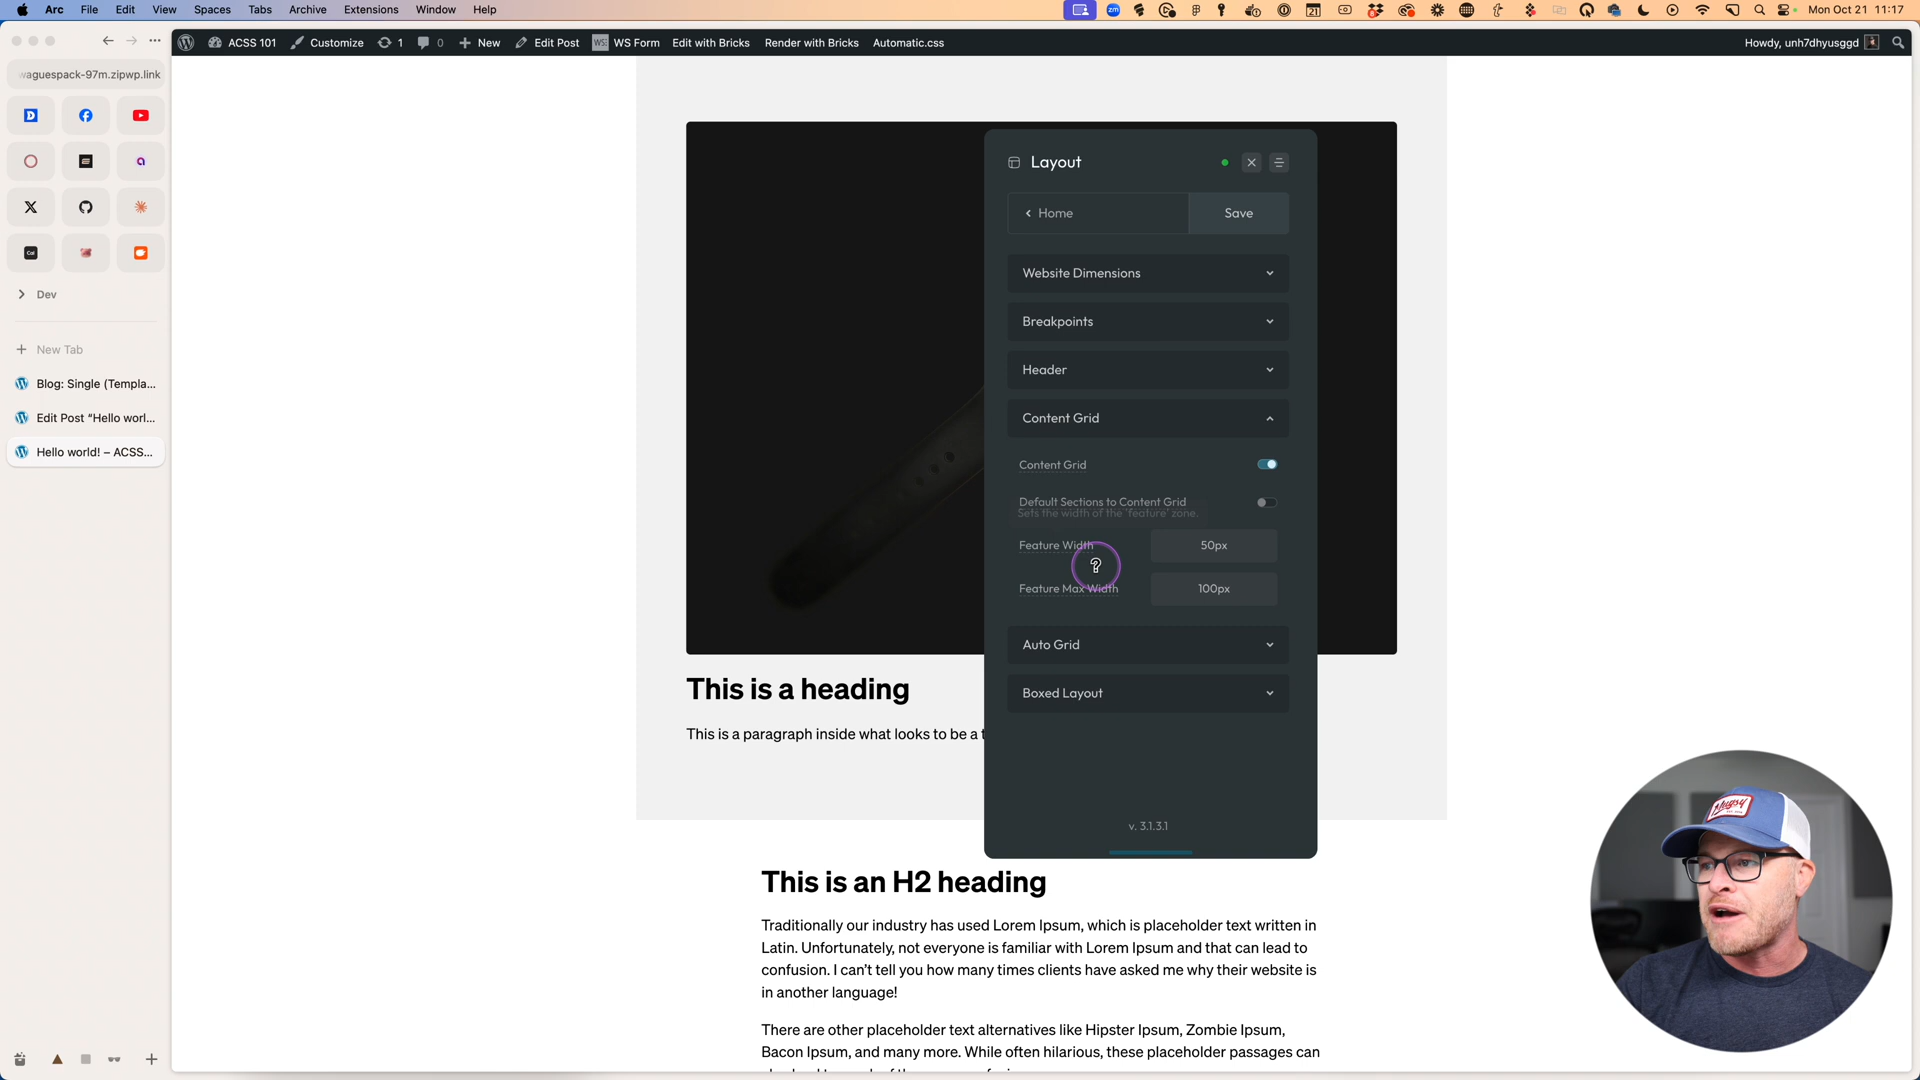 Arc File Edit View Spaces Tabs Archive Extensions Window Help
21
Mon Oct 21 11:17
ACSS 101 Customize 1 0 New Edit Post WS Form Edit with Bricks Render with Bricks Automatic.css
Howdy, unh7dhyusggd
waguespack-97m.zipwp.link
Dev
New Tab
Blog: Single (Templa...
Edit Post “Hello worl...
Hello world! – ACSS...
Layout
Home
Save
Website Dimensions
Breakpoints
Header
Content Grid
Content Grid
Default Sections to Content Grid
Sets the width of the 'feature' zone.
Feature Width
50px
Feature Max Width
100px
Auto Grid
Boxed Layout
v. 3.1.3.1
This is a heading
This is a paragraph inside what looks to be a
This is an H2 heading
Traditionally our industry has used Lorem Ipsum, which is placeholder text written in
Latin. Unfortunately, not everyone is familiar with Lorem Ipsum and that can lead to
confusion. I can’t tell you how many times clients have asked me why their website is
in another language!
There are other placeholder text alternatives like Hipster Ipsum, Zombie Ipsum,
Bacon Ipsum, and many more. While often hilarious, these placeholder passages can
Mugsy